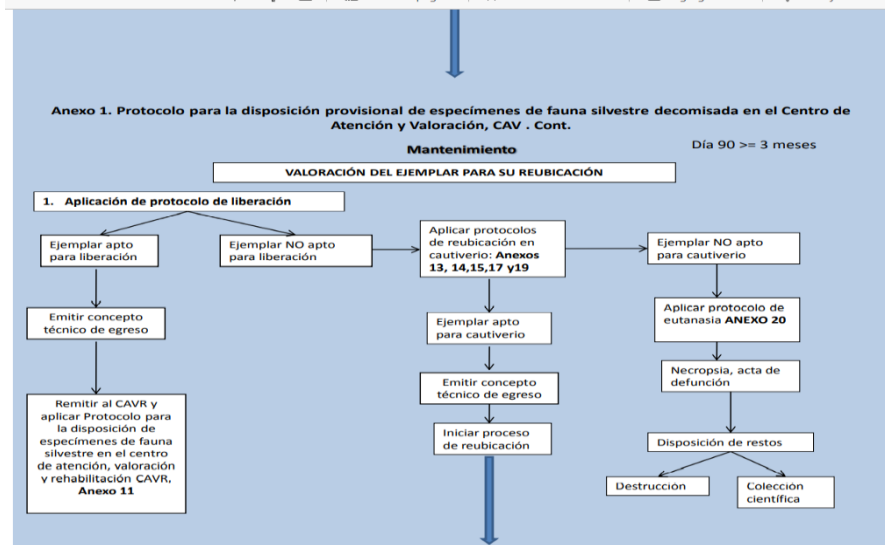 Anexo 1. Protocolo para la disposición provisional de especímenes de fauna silvestre decomisada en el Centro de
Atención y Valoración, CAV . Cont.
Mantenimiento
Día 90 >= 3 meses
VALORACIÓN DEL EJEMPLAR PARA SU REUBICACIÓN
1. Aplicación de protocolo de liberación
Ejemplar apto
para liberación
Ejemplar NO apto
para liberación
Aplicar protocolos
de reubicación en
cautiverio: Anexos
13, 14,15,17 y19
Ejemplar NO apto
para cautiverio
Emitir concepto
técnico de egreso
Ejemplar apto
para cautiverio
Aplicar protocolo de
eutanasia ANEXO 20
Remitir al CAVR y
aplicar Protocolo para
la disposición de
especímenes de fauna
silvestre en el centro
de atención, valoración
y rehabilitación CAVR,
Anexo 11
Emitir concepto
técnico de egreso
Necropsia, acta de
defunción
Iniciar proceso
de reubicación
Disposición de restos
Destrucción
Colección
científica